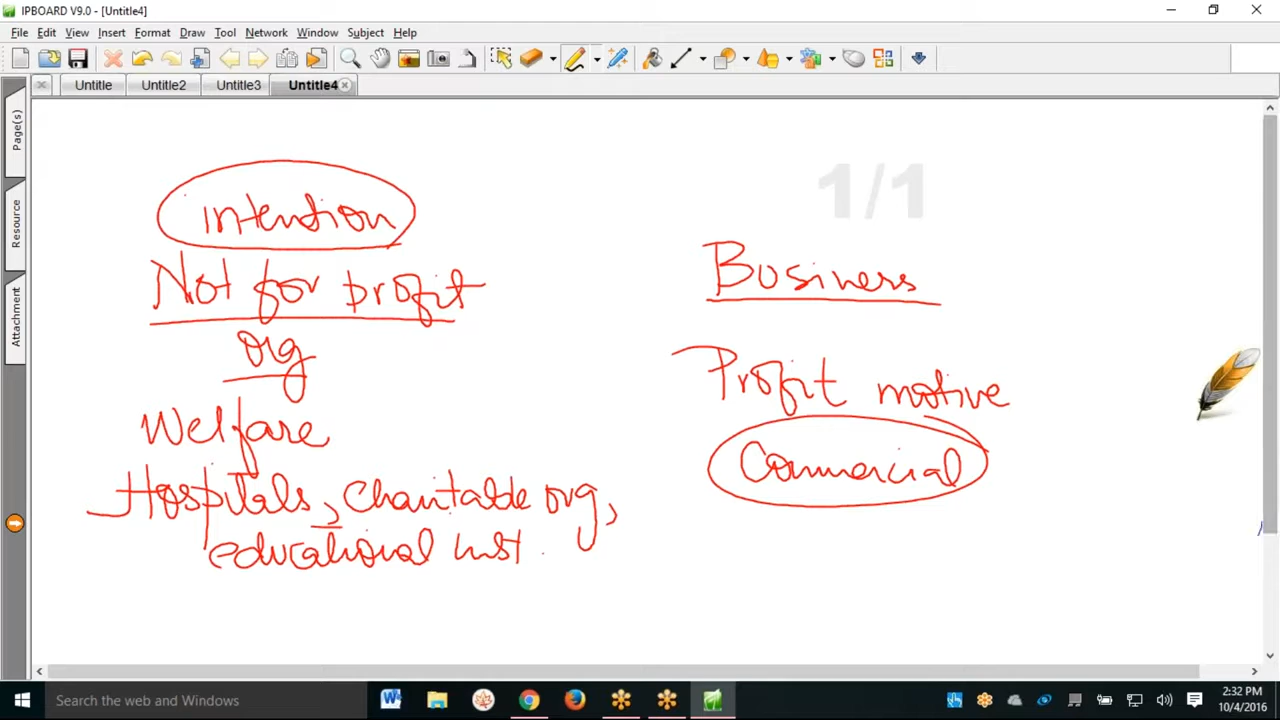 IPBOARD V9.0 - [Untitle4]
File Edit View Insert Format Draw Tool Network Window Subject Help
Untitle Untitle2 Untitle3 Untitle4
Page(s)
Resource
Attachment
1/1
intention
Not for profit
org
Welfare
Hospitals, Charitable org,
educational inst.
Business
Profit motive
Commercial
Search the web and Windows
2:32 PM
10/4/2016